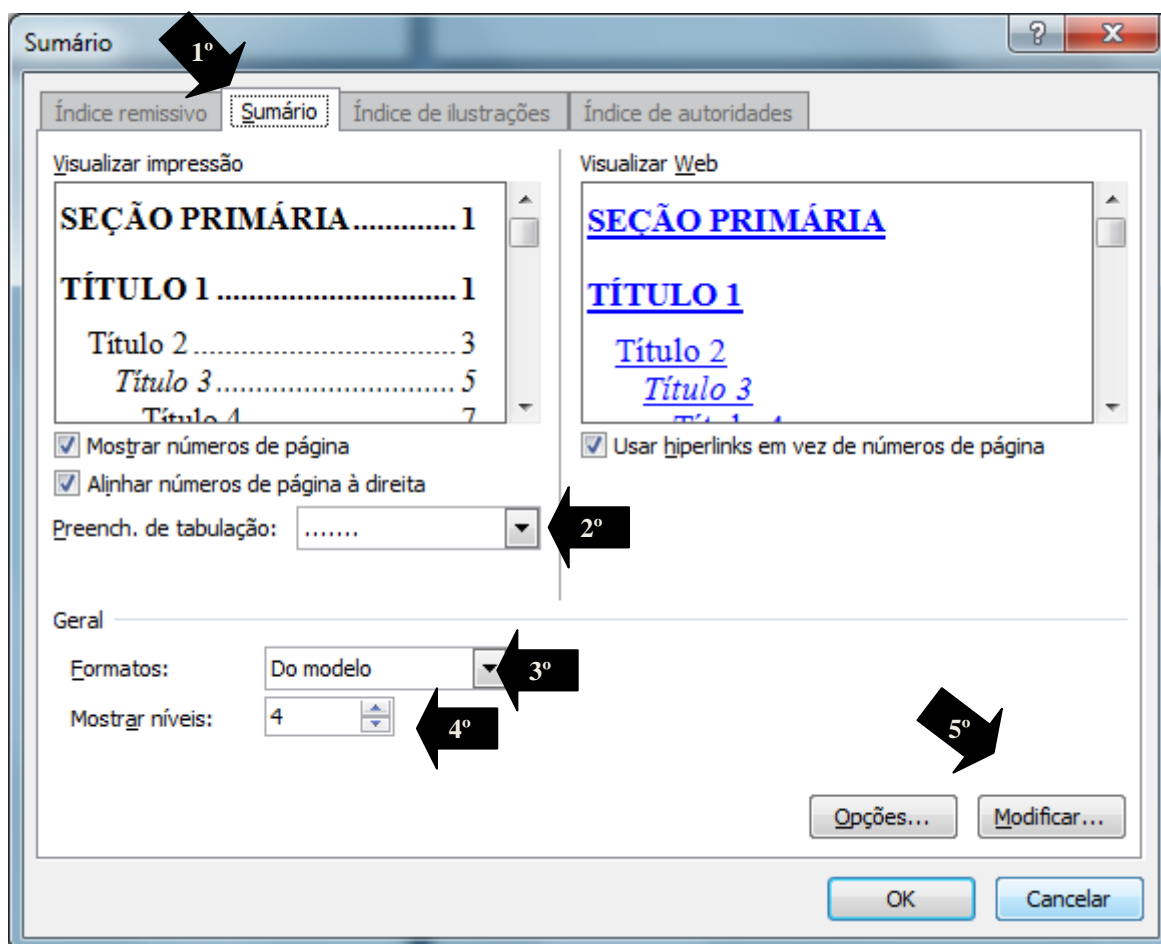 Sumário
1º
Índice remissivo Sumário Índice de ilustrações Índice de autoridades
Visualizar impressão
SEÇÃO PRIMÁRIA.............1
TÍTULO 1..............................1
Título 2.................................3
Título 3..............................5
Título 4 7
Mostrar números de página
Alinhar números de página à direita
Preench. de tabulação: ....... 2º
Visualizar Web
SEÇÃO PRIMÁRIA
TÍTULO 1
Título 2
Título 3
Usar hiperlinks em vez de números de página
Geral
Formatos: Do modelo 3º
Mostrar níveis: 4 4º
5º
Opções... Modificar...
OK Cancelar